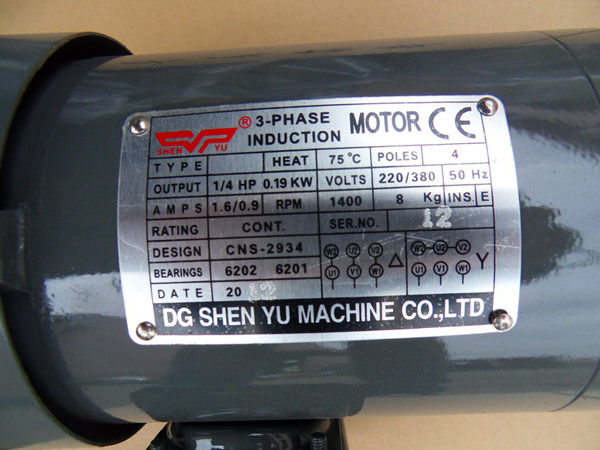 SHEN YU ® 3-PHASE INDUCTION MOTOR CE
TYPE HEAT 75°C POLES 4
OUTPUT 1/4 HP 0.19 KW VOLTS 220/380 50 Hz
AMPS 1.6/0.9 RPM 1400 8 Kg INS. E
RATING CONT. SER.NO. 12
DESIGN CNS-2934 W2 U2 V2 W2 U2 V2
BEARINGS 6202 6201 U1 V1 W1 △ U1 V1 W1 Y
DATE 20 12
DG SHEN YU MACHINE CO.,LTD